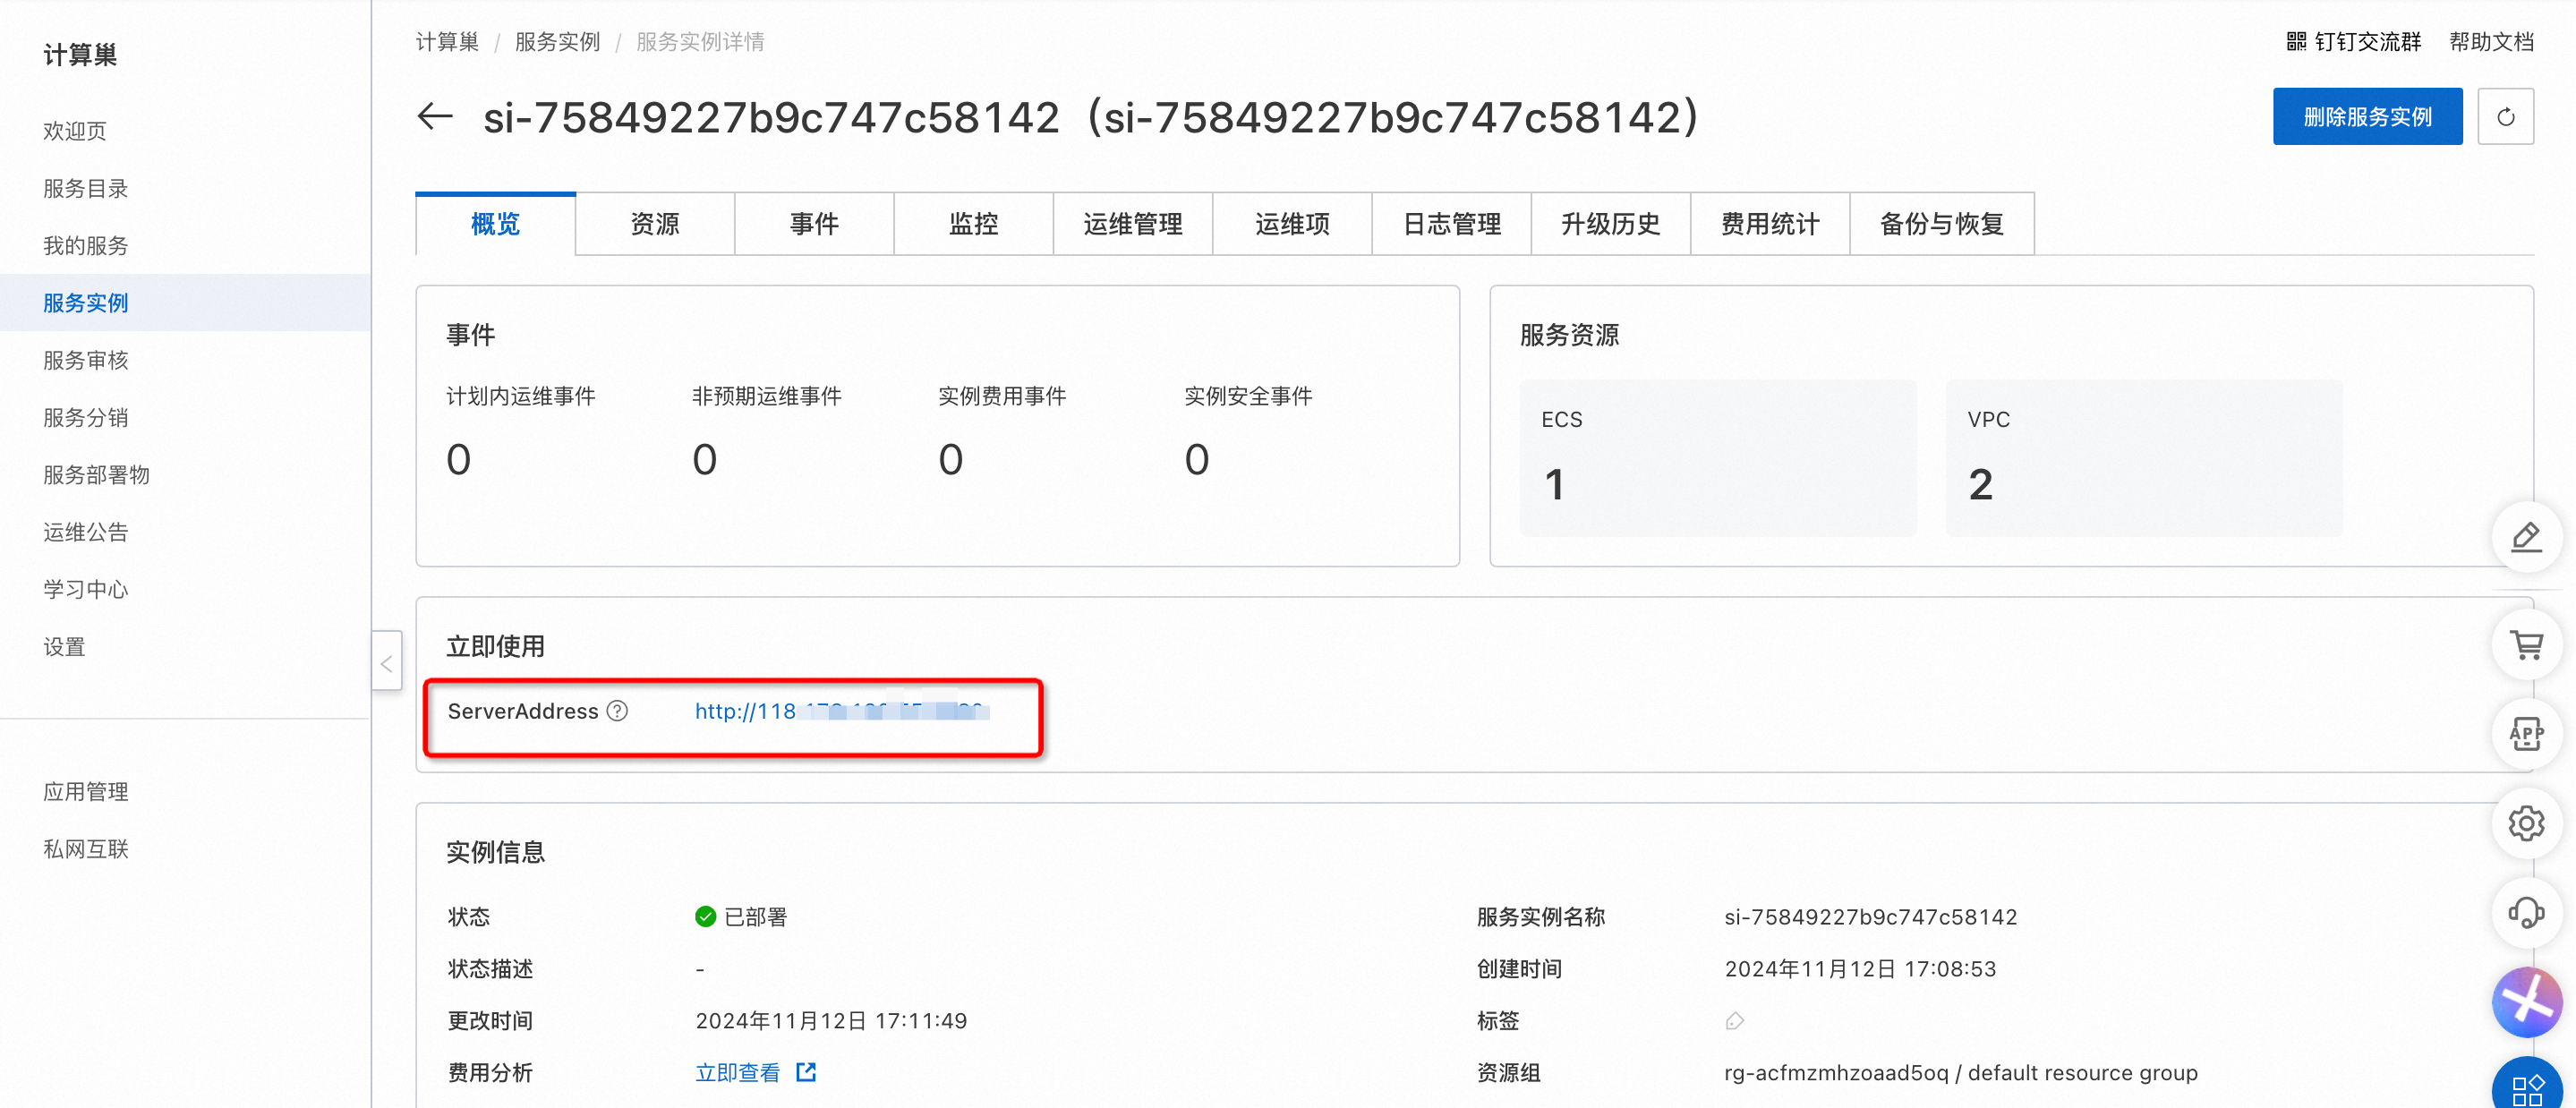 计算巢
欢迎页
服务目录
我的服务
服务实例
服务审核
服务分销
服务部署物
运维公告
学习中心
设置
应用管理
私网互联
计算巢 / 服务实例 / 服务实例详情
钉钉交流群 帮助文档
si-75849227b9c747c58142（si-75849227b9c747c58142）
删除服务实例
概览 资源 事件 监控 运维管理 运维项 日志管理 升级历史 费用统计 备份与恢复
事件
计划内运维事件 非预期运维事件 实例费用事件 实例安全事件
0 0 0 0
服务资源
ECS VPC
1 2
立即使用
ServerAddress http://118
实例信息
状态 已部署
服务实例名称 si-75849227b9c747c58142
状态描述 -
创建时间 2024年11月12日 17:08:53
更改时间 2024年11月12日 17:11:49
标签
费用分析 立即查看
资源组 rg-acfmzmhzoaad5oq / default resource group
APP